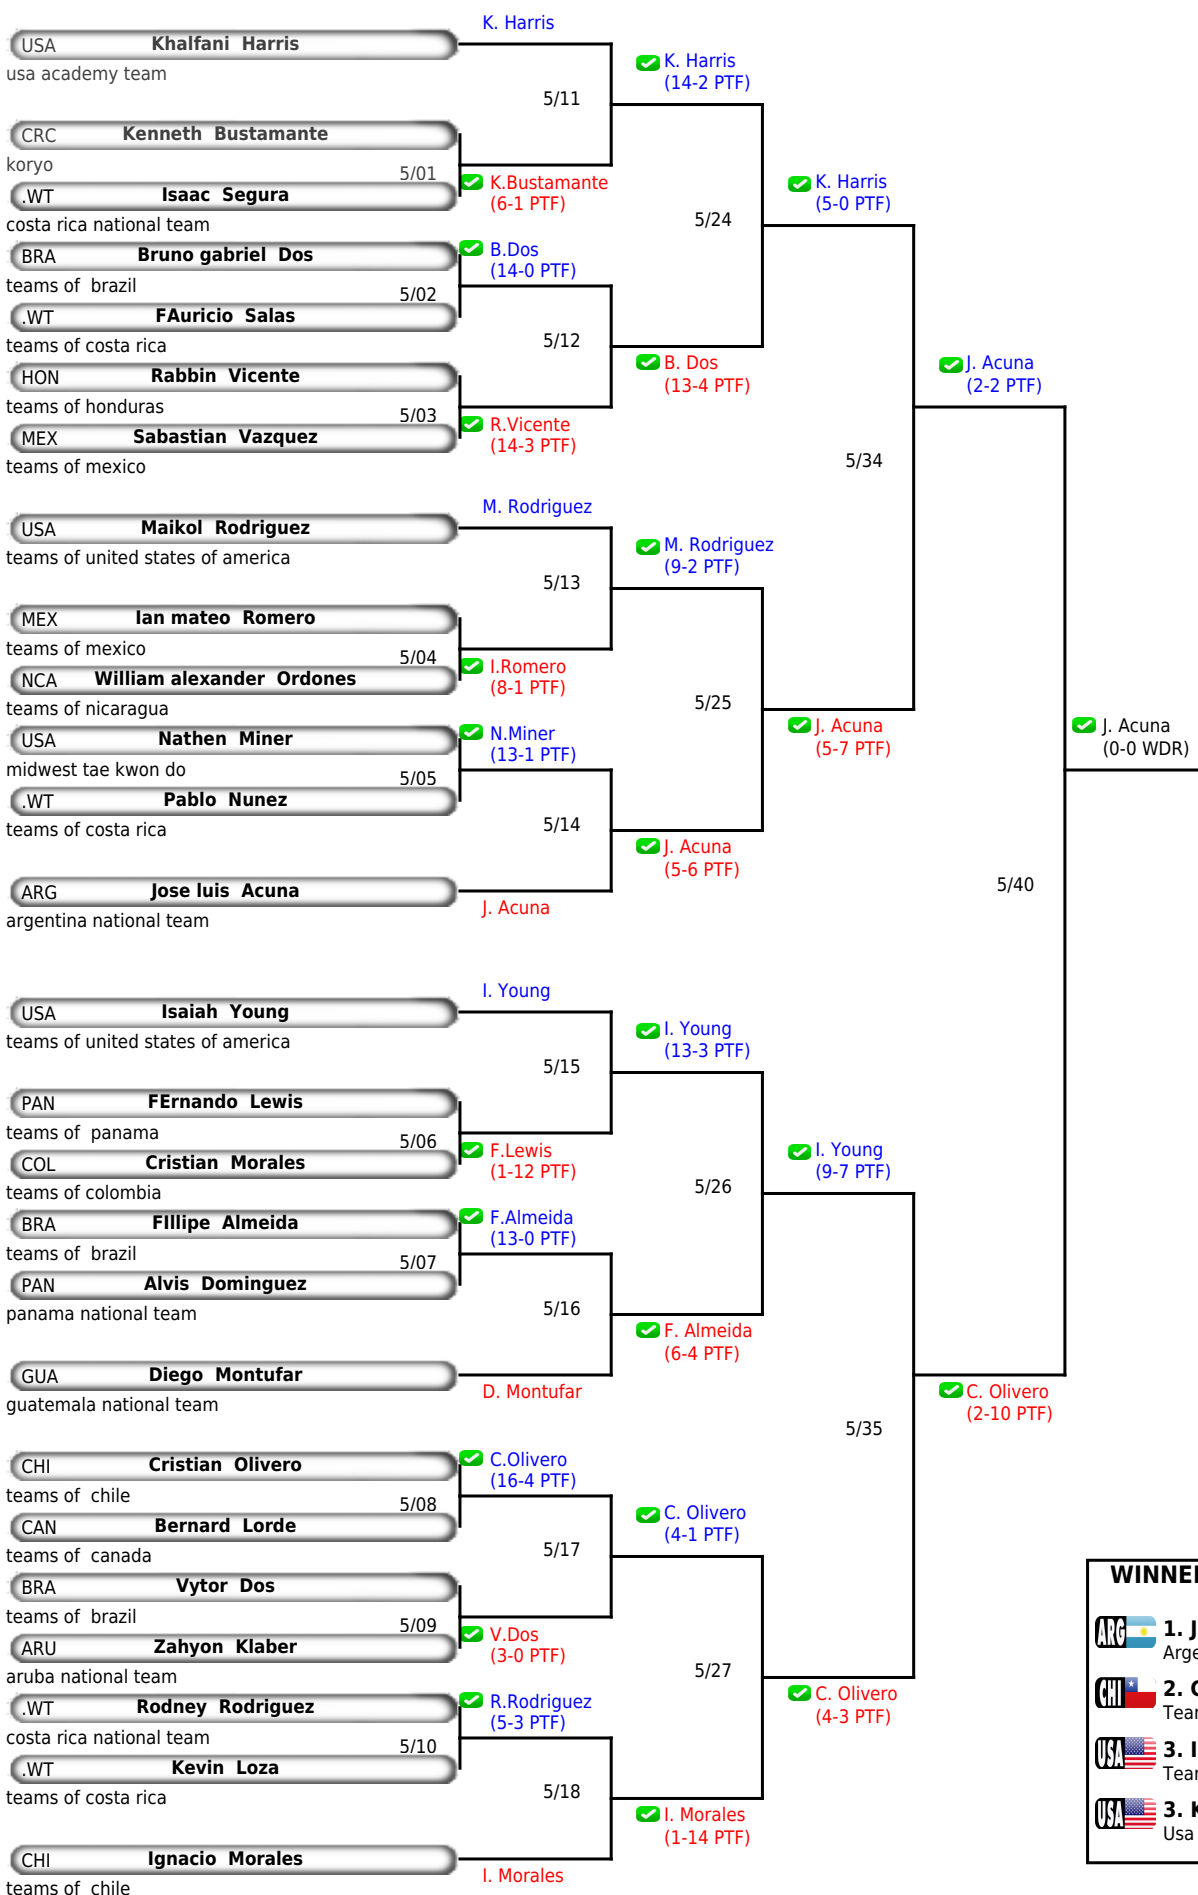 K. Harris
USA Khalfani Harris
usa academy team
K. Harris
(14-2 PTF)
5/11
CRC Kenneth Bustamante
koryo
5/01
K.Bustamante
(6-1 PTF)
.WT Isaac Segura
costa rica national team
K. Harris
(5-0 PTF)
5/24
BRA Bruno gabriel Dos
teams of brazil
B.Dos
(14-0 PTF)
5/02
.WT FAuricio Salas
teams of costa rica
5/12
B. Dos
(13-4 PTF)
HON Rabbin Vicente
teams of honduras
5/03
R.Vicente
(14-3 PTF)
MEX Sabastian Vazquez
teams of mexico
J. Acuna
(2-2 PTF)
5/34
M. Rodriguez
USA Maikol Rodriguez
teams of united states of america
M. Rodriguez
(9-2 PTF)
5/13
MEX Ian mateo Romero
teams of mexico
5/04
I.Romero
(8-1 PTF)
NCA William alexander Ordones
teams of nicaragua
5/25
J. Acuna
(5-7 PTF)
J. Acuna
(0-0 WDR)
USA Nathen Miner
midwest tae kwon do
N.Miner
(13-1 PTF)
5/05
.WT Pablo Nunez
teams of costa rica
5/14
J. Acuna
(5-6 PTF)
ARG Jose luis Acuna
argentina national team
J. Acuna
5/40
I. Young
USA Isaiah Young
teams of united states of america
I. Young
(13-3 PTF)
5/15
PAN FErnando Lewis
teams of panama
5/06
F.Lewis
(1-12 PTF)
COL Cristian Morales
teams of colombia
I. Young
(9-7 PTF)
5/26
BRA FIllipe Almeida
teams of brazil
F.Almeida
(13-0 PTF)
5/07
PAN Alvis Dominguez
panama national team
5/16
F. Almeida
(6-4 PTF)
GUA Diego Montufar
guatemala national team
D. Montufar
C. Olivero
(2-10 PTF)
5/35
CHI Cristian Olivero
teams of chile
C.Olivero
(16-4 PTF)
5/08
CAN Bernard Lorde
teams of canada
C. Olivero
(4-1 PTF)
5/17
BRA Vytor Dos
teams of brazil
5/09
V.Dos
(3-0 PTF)
ARU Zahyon Klaber
aruba national team
5/27
C. Olivero
(4-3 PTF)
.WT Rodney Rodriguez
costa rica national team
R.Rodriguez
(5-3 PTF)
5/10
.WT Kevin Loza
teams of costa rica
5/18
I. Morales
(1-14 PTF)
CHI Ignacio Morales
teams of chile
I. Morales
WINNE
ARG 1. J
Arge
CHI 2. C
Tea
USA 3. I
Tea
USA 3. K
Usa